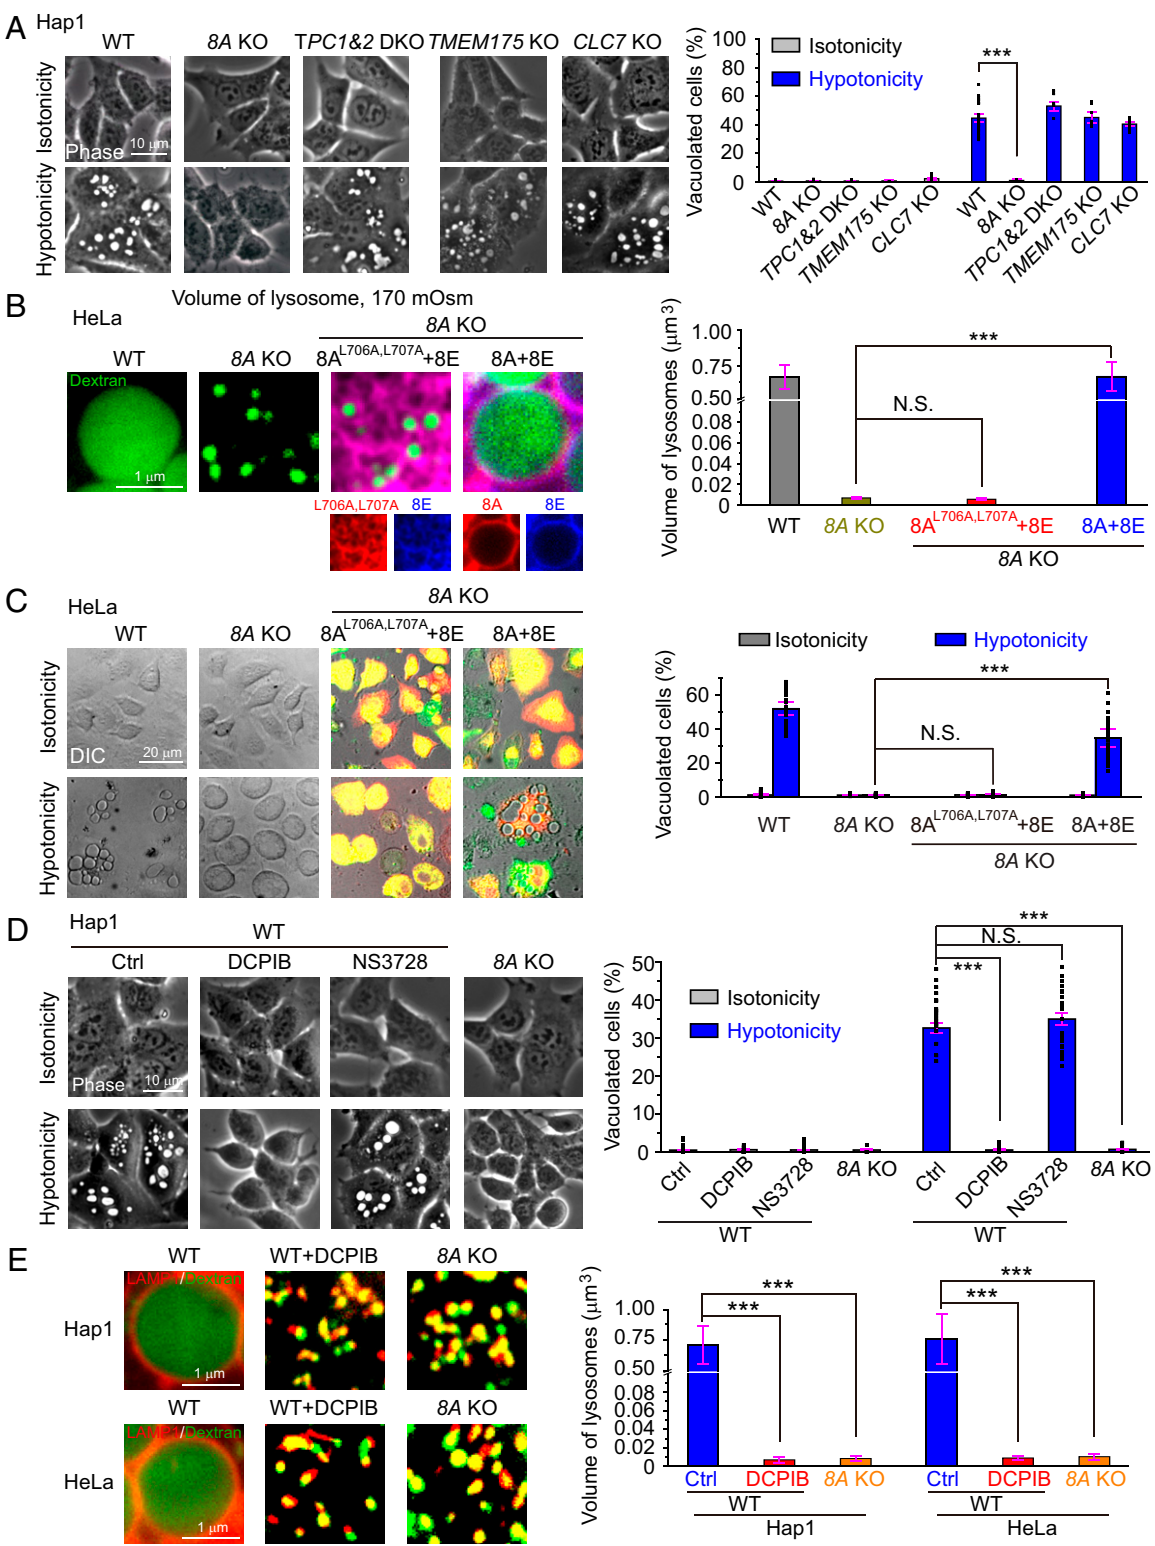 A Hap1
WT 8A KO TPC1&2 DKO TMEM175 KO CLC7 KO
Isotonicity
Phase 10 μm
Hypotonicity
Vacuolated cells (%)
100
80
60
40
20
0
Isotonicity
Hypotonicity
***
WT 8A KO TPC1&2 DKO TMEM175 KO CLC7 KO WT 8A KO TPC1&2 DKO TMEM175 KO CLC7 KO
B Volume of lysosome, 170 mOsm
HeLa
8A KO
WT 8A KO 8A^L706A,L707A+8E 8A+8E
Dextran
1 μm
L706A,L707A 8E 8A 8E
Volume of lysosomes (μm³)
1.00
0.75
0.50
0.08
0.06
0.04
0.02
0
***
N.S.
WT 8A KO 8A^L706A,L707A+8E 8A+8E
8A KO
C HeLa
8A KO
WT 8A KO 8A^L706A,L707A+8E 8A+8E
Isotonicity
DIC 20 μm
Hypotonicity
Isotonicity Hypotonicity
Vacuolated cells (%)
60
40
20
0
***
N.S.
WT 8A KO 8A^L706A,L707A+8E 8A+8E
8A KO
D Hap1
WT
Ctrl DCPIB NS3728 8A KO
Isotonicity
Phase 10 μm
Hypotonicity
Vacuolated cells (%)
50
40
30
20
10
0
Isotonicity
Hypotonicity
***
N.S.
***
Ctrl DCPIB NS3728 8A KO Ctrl DCPIB NS3728 8A KO
WT WT
E WT WT+DCPIB 8A KO
Hap1
LAMP1/Dextran
1 μm
WT WT+DCPIB 8A KO
HeLa
LAMP1/Dextran
1 μm
Volume of lysosomes (μm³)
1.00
0.75
0.50
0.08
0.06
0.04
0.02
0
*** ***
*** ***
Ctrl DCPIB 8A KO Ctrl DCPIB 8A KO
WT WT
Hap1 HeLa